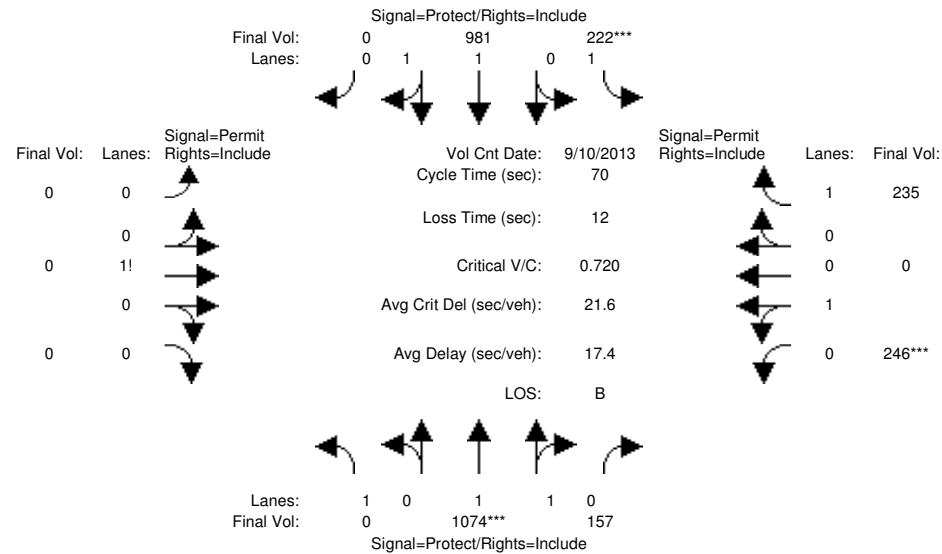 Signal=Protect/Rights=Include
Final Vol: 0 981 222***
Lanes: 0 1 1 0 1
Signal=Permit
Final Vol: Lanes: Rights=Include
Vol Cnt Date: 9/10/2013
Signal=Permit
Rights=Include Lanes: Final Vol:
Cycle Time (sec): 70
0 0
1 235
Loss Time (sec): 12
0
0
0 1!
Critical V/C: 0.720
0 0
0
Avg Crit Del (sec/veh): 21.6
1
0 0
Avg Delay (sec/veh): 17.4
0 246***
LOS: B
Lanes: 1 0 1 1 0
Final Vol: 0 1074*** 157
Signal=Protect/Rights=Include